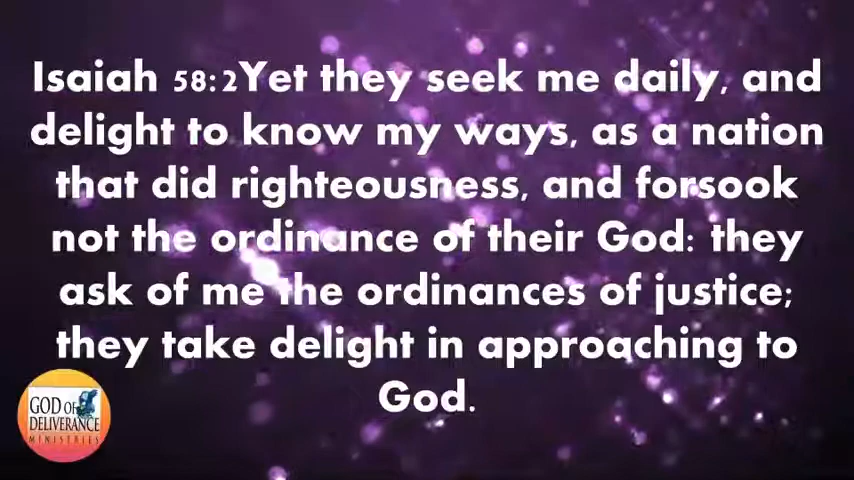 Isaiah 58:2Yet they seek me daily, and
delight to know my ways, as a nation
that did righteousness, and forsook
not the ordinance of their God: they
ask of me the ordinances of justice;
they take delight in approaching to
God.
GOD OF
DELIVERANCE
MINISTRIES